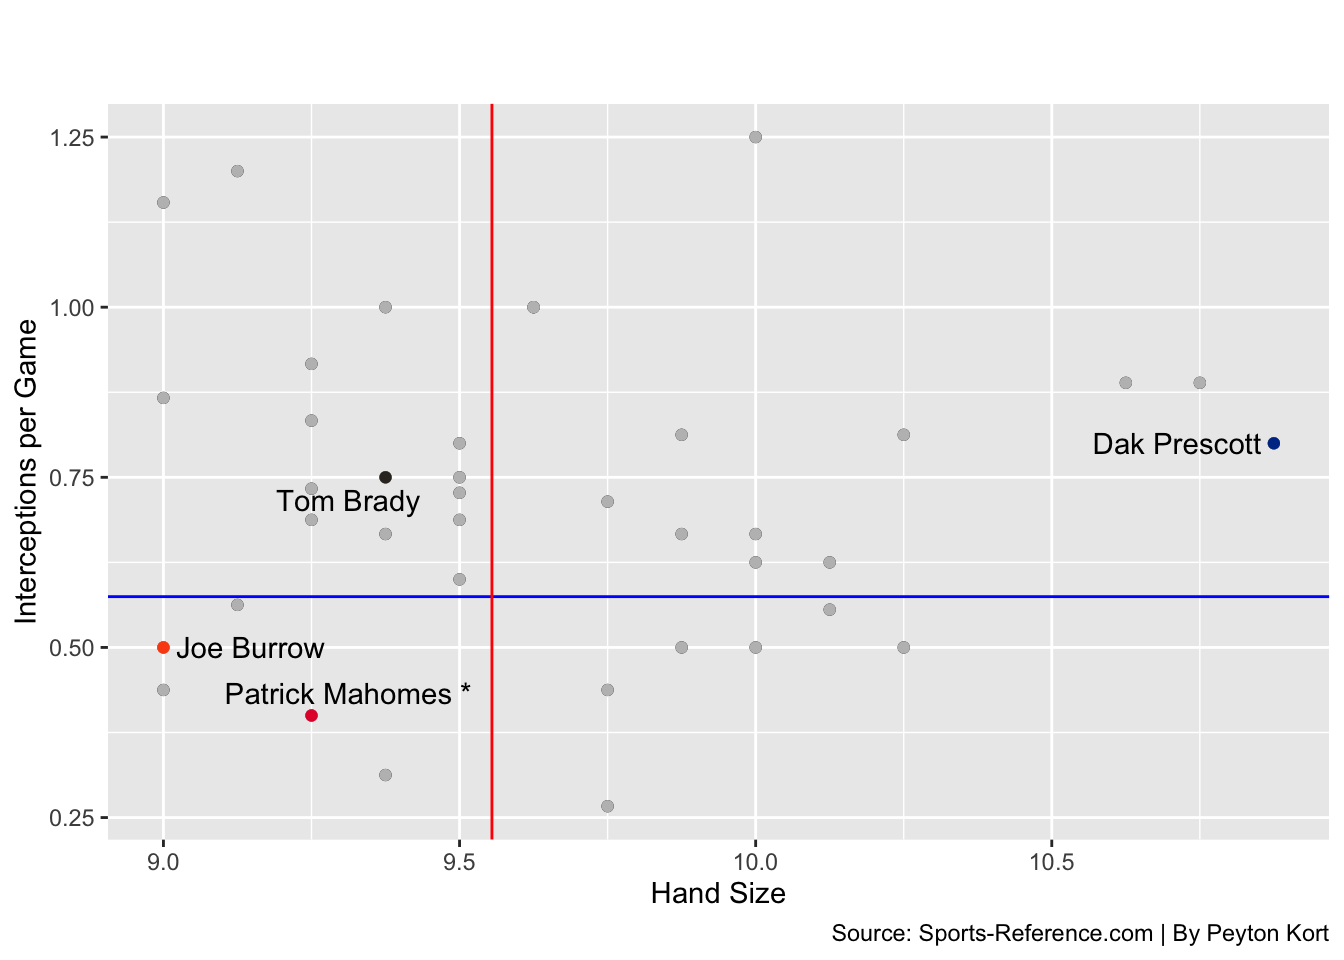 1.25
1.00
0.75
0.50
0.25
Interceptions per Game
Dak Prescott
Tom Brady
Joe Burrow
Patrick Mahomes *
9.0 9.5 10.0 10.5
Hand Size
Source: Sports-Reference.com | By Peyton Kort